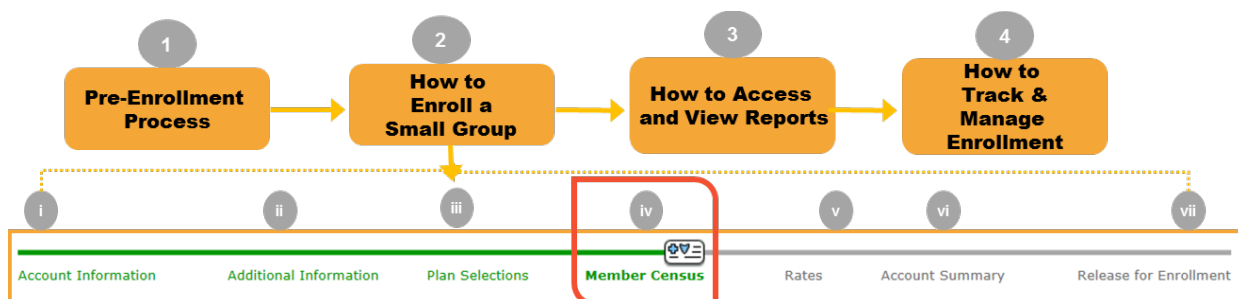 1
2
3
4
Pre-Enrollment
Process
How to
Enroll a
Small Group
How to Access
and View Reports
How to
Track &
Manage
Enrollment
i
ii
iii
iv
v
vi
vii
Account Information
Additional Information
Plan Selections
Member Census
Rates
Account Summary
Release for Enrollment